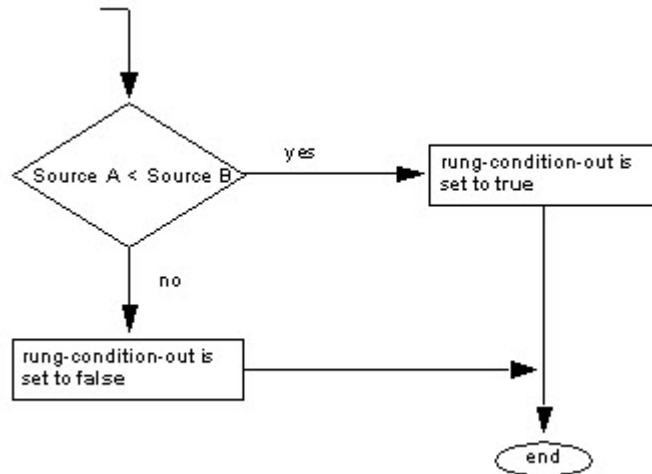 Source A < Source B
yes
rung-condition-out is
set to true
no
rung-condition-out is
set to false
end